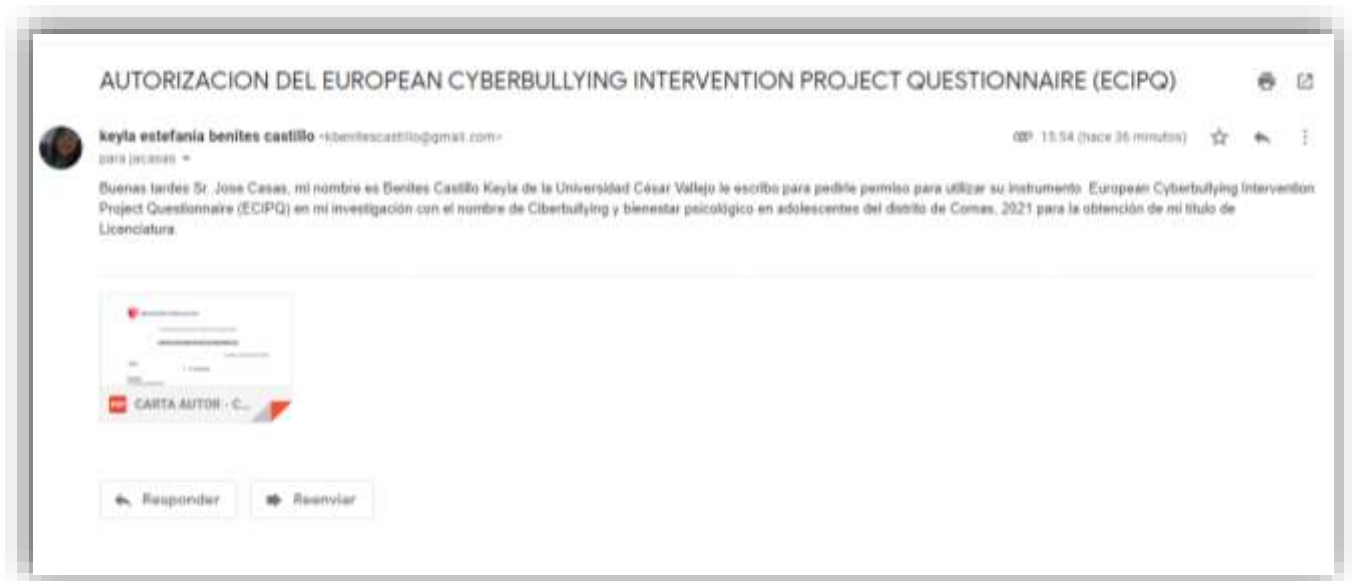 AUTORIZACION DEL EUROPEAN CYBERBULLYING INTERVENTION PROJECT QUESTIONNAIRE (ECIPQ)
keyla estefania benites castillo <kbenitescastillo@gmail.com>
15:54 (hace 36 minutos)
para jacasas
Buenas tardes Sr. Jose Casas, mi nombre es Benites Castillo Keyla de la Universidad César Vallejo le escribo para pedirle permiso para utilizar su instrumento European Cyberbullying Intervention
Project Questionnaire (ECIPQ) en mi investigación con el nombre de Ciberbullying y bienestar psicológico en adolescentes del distrito de Comas, 2021 para la obtención de mi título de
Licenciatura.
PDF CARTA AUTOR - C...
Responder
Reenviar